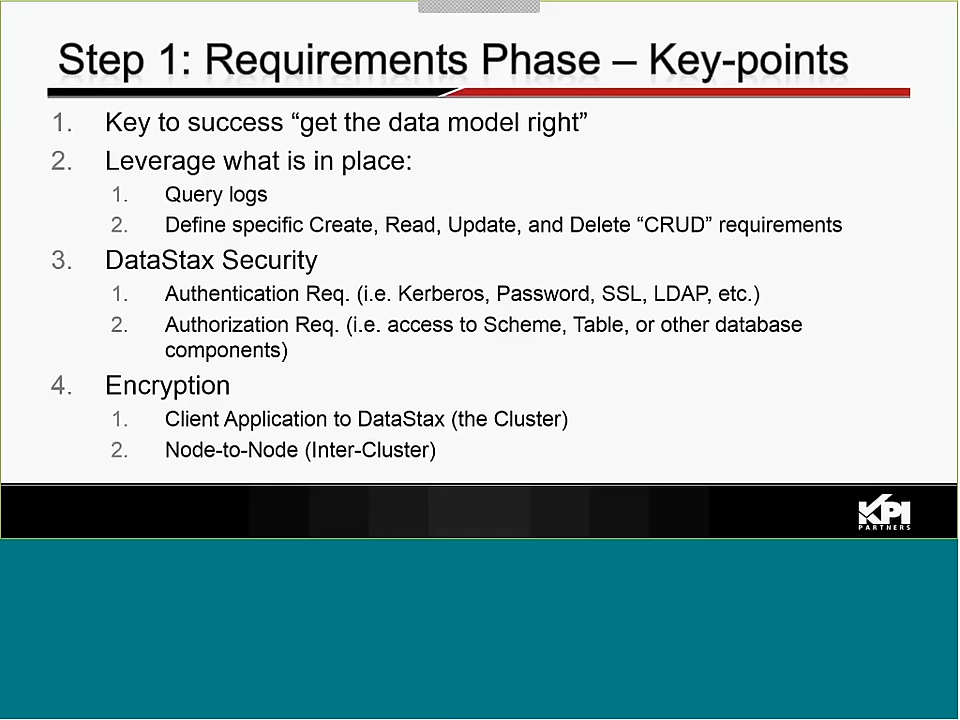 Step 1: Requirements Phase – Key-points
1. Key to success “get the data model right”
2. Leverage what is in place:
1. Query logs
2. Define specific Create, Read, Update, and Delete “CRUD” requirements
3. DataStax Security
1. Authentication Req. (i.e. Kerberos, Password, SSL, LDAP, etc.)
2. Authorization Req. (i.e. access to Scheme, Table, or other database
components)
4. Encryption
1. Client Application to DataStax (the Cluster)
2. Node-to-Node (Inter-Cluster)
KPI
PARTNERS